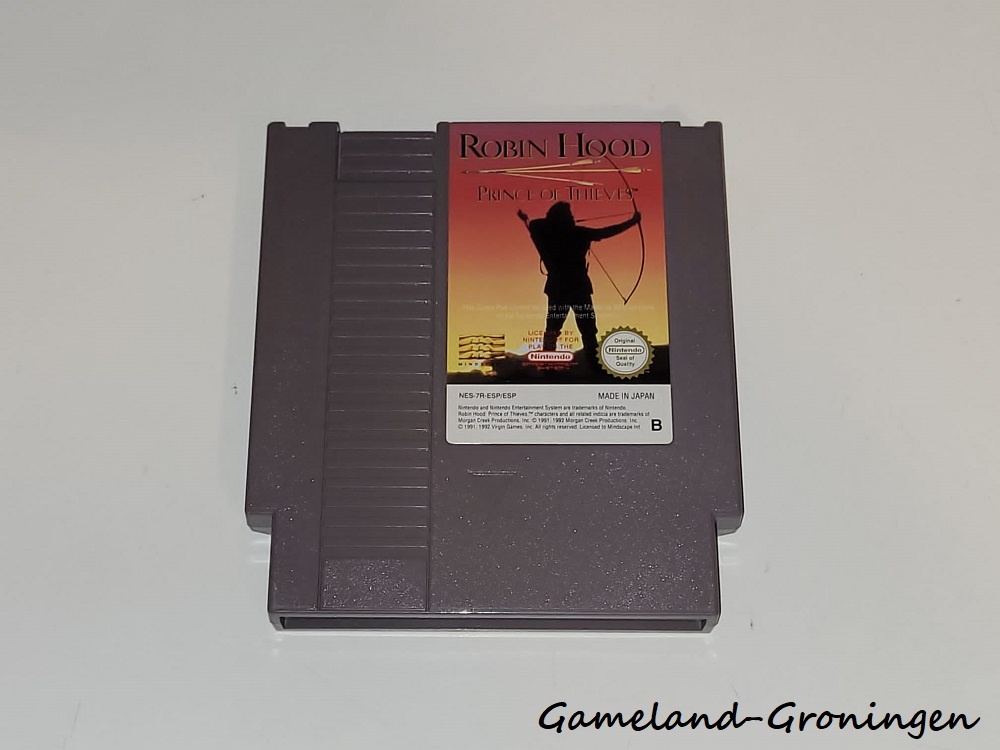 ROBIN HOOD
PRINCE OF THIEVES™
with the
LICENSED BY
NINTENDO FOR
PLAY ON THE
Nintendo
Original
Nintendo
Seal of
Quality
NES-7R-ESP/ESP MADE IN JAPAN
Nintendo and Nintendo Entertainment System are trademarks of Nintendo.
Robin Hood: Prince of Thieves,™ characters and all related indicia are trademarks of
Morgan Creek Productions, Inc. © 1991, 1992 Morgan Creek Productions, Inc.
© 1991, 1992 Virgin Games, Inc. All rights reserved. Licensed to Mindscape Int
B
Gameland-Groningen